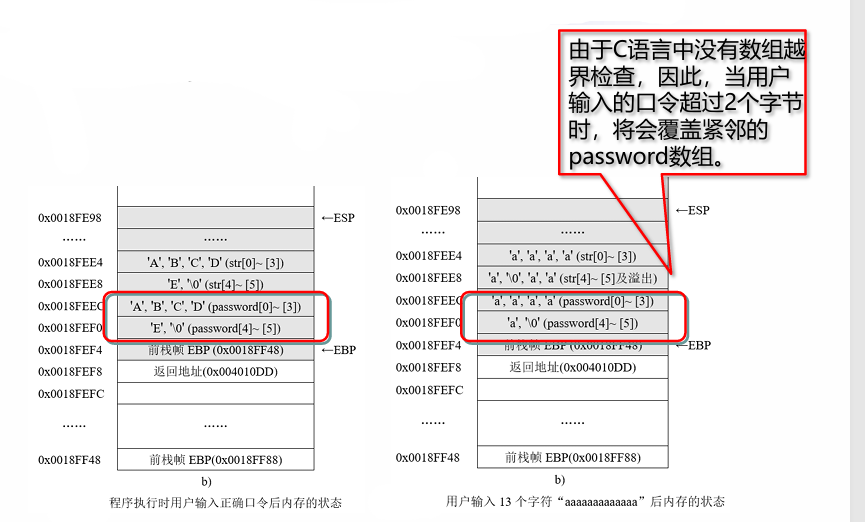 由于C语言中没有数组越
界检查，因此，当用户
输入的口令超过2个字节
时，将会覆盖紧邻的
password数组。
0x0018FE98 ←ESP
…… ……
0x0018FEE4 'A', 'B', 'C', 'D' (str[0]~ [3])
0x0018FEE8 'E', '\0' (str[4]~ [5])
0x0018FEEC 'A', 'B', 'C', 'D' (password[0]~ [3])
0x0018FEF0 'E', '\0' (password[4]~ [5])
0x0018FEF4 前栈帧 EBP (0x0018FF48) ←EBP
0x0018FEF8 返回地址(0x004010DD)
0x0018FEFC
…… ……
0x0018FF48 前栈帧 EBP(0x0018FF88)
b)
程序执行时用户输入正确口令后内存的状态
0x0018FE98 ←ESP
…… ……
0x0018FEE4 'a', 'a', 'a', 'a' (str[0]~ [3])
0x0018FEE8 'a', '\0', 'a', 'a' (str[4]~ [5]及溢出)
0x0018FEEC 'a', 'a', 'a', 'a' (password[0]~ [3])
0x0018FEF0 'a', '\0' (password[4]~ [5])
0x0018FEF4 前栈帧 EBP (0x0018FF48) ←EBP
0x0018FEF8 返回地址(0x004010DD)
0x0018FEFC
…… ……
0x0018FF48 前栈帧 EBP(0x0018FF88)
b)
用户输入 13 个字符“aaaaaaaaaaaaa”后内存的状态